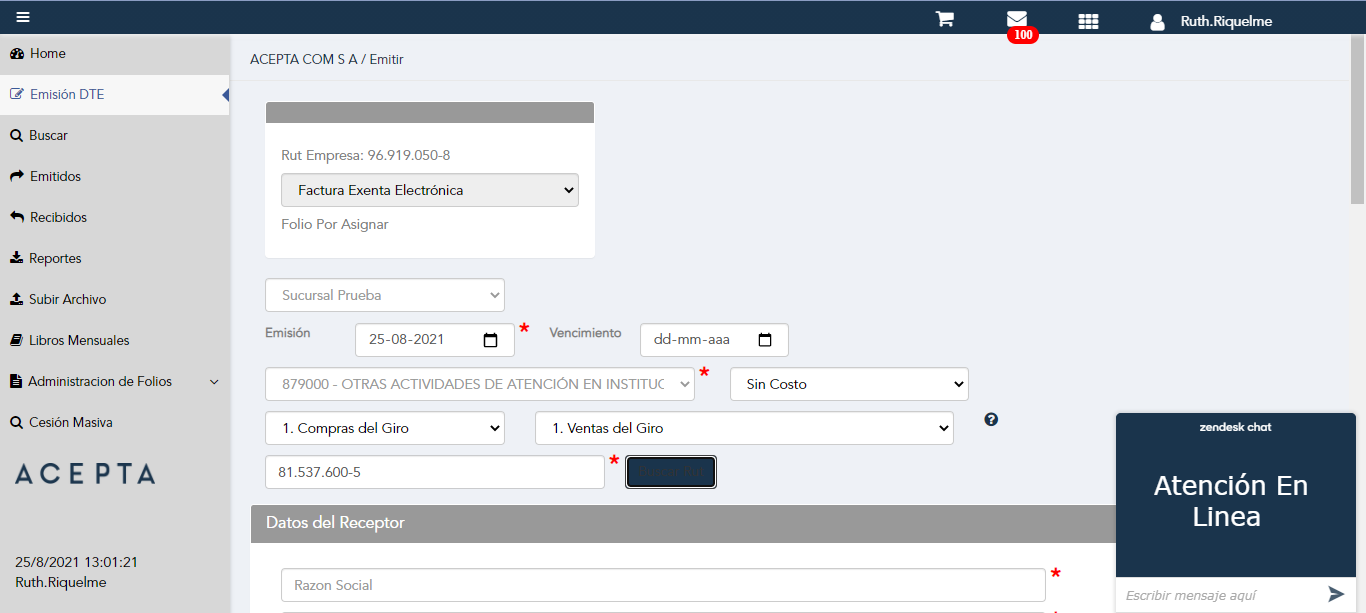 Ruth.Riquelme
100
Home
Emisión DTE
Buscar
Emitidos
Recibidos
Reportes
Subir Archivo
Libros Mensuales
Administracion de Folios
Cesión Masiva
ACEPTA
25/8/2021 13:01:21
Ruth.Riquelme
ACEPTA COM S A / Emitir
Rut Empresa: 96.919.050-8
Factura Exenta Electrónica
Folio Por Asignar
Sucursal Prueba
Emisión 25-08-2021 * Vencimiento dd-mm-aaa
879000 - OTRAS ACTIVIDADES DE ATENCIÓN EN INSTITUC * Sin Costo
1. Compras del Giro 1. Ventas del Giro ?
81.537.600-5 *
Datos del Receptor
Razon Social *
zendesk chat
Atención En
Linea
Escribir mensaje aquí